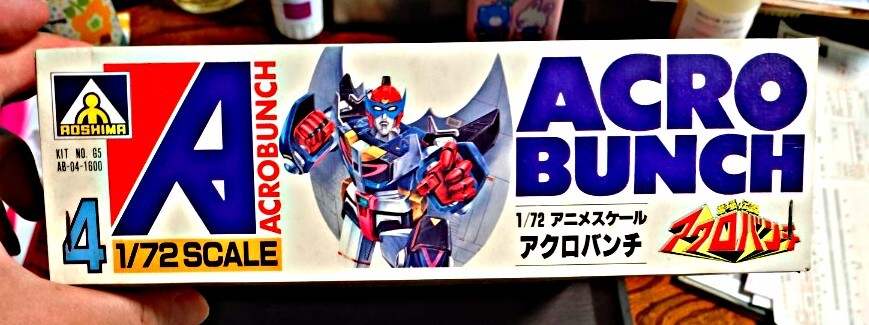 AOSHIMA
KIT NO. G5
AB-04-1600
4
A
1/72 SCALE
ACROBUNCH
ACRO
BUNCH
1/72 アニメスケール
アクロバンチ
アクロバンチ